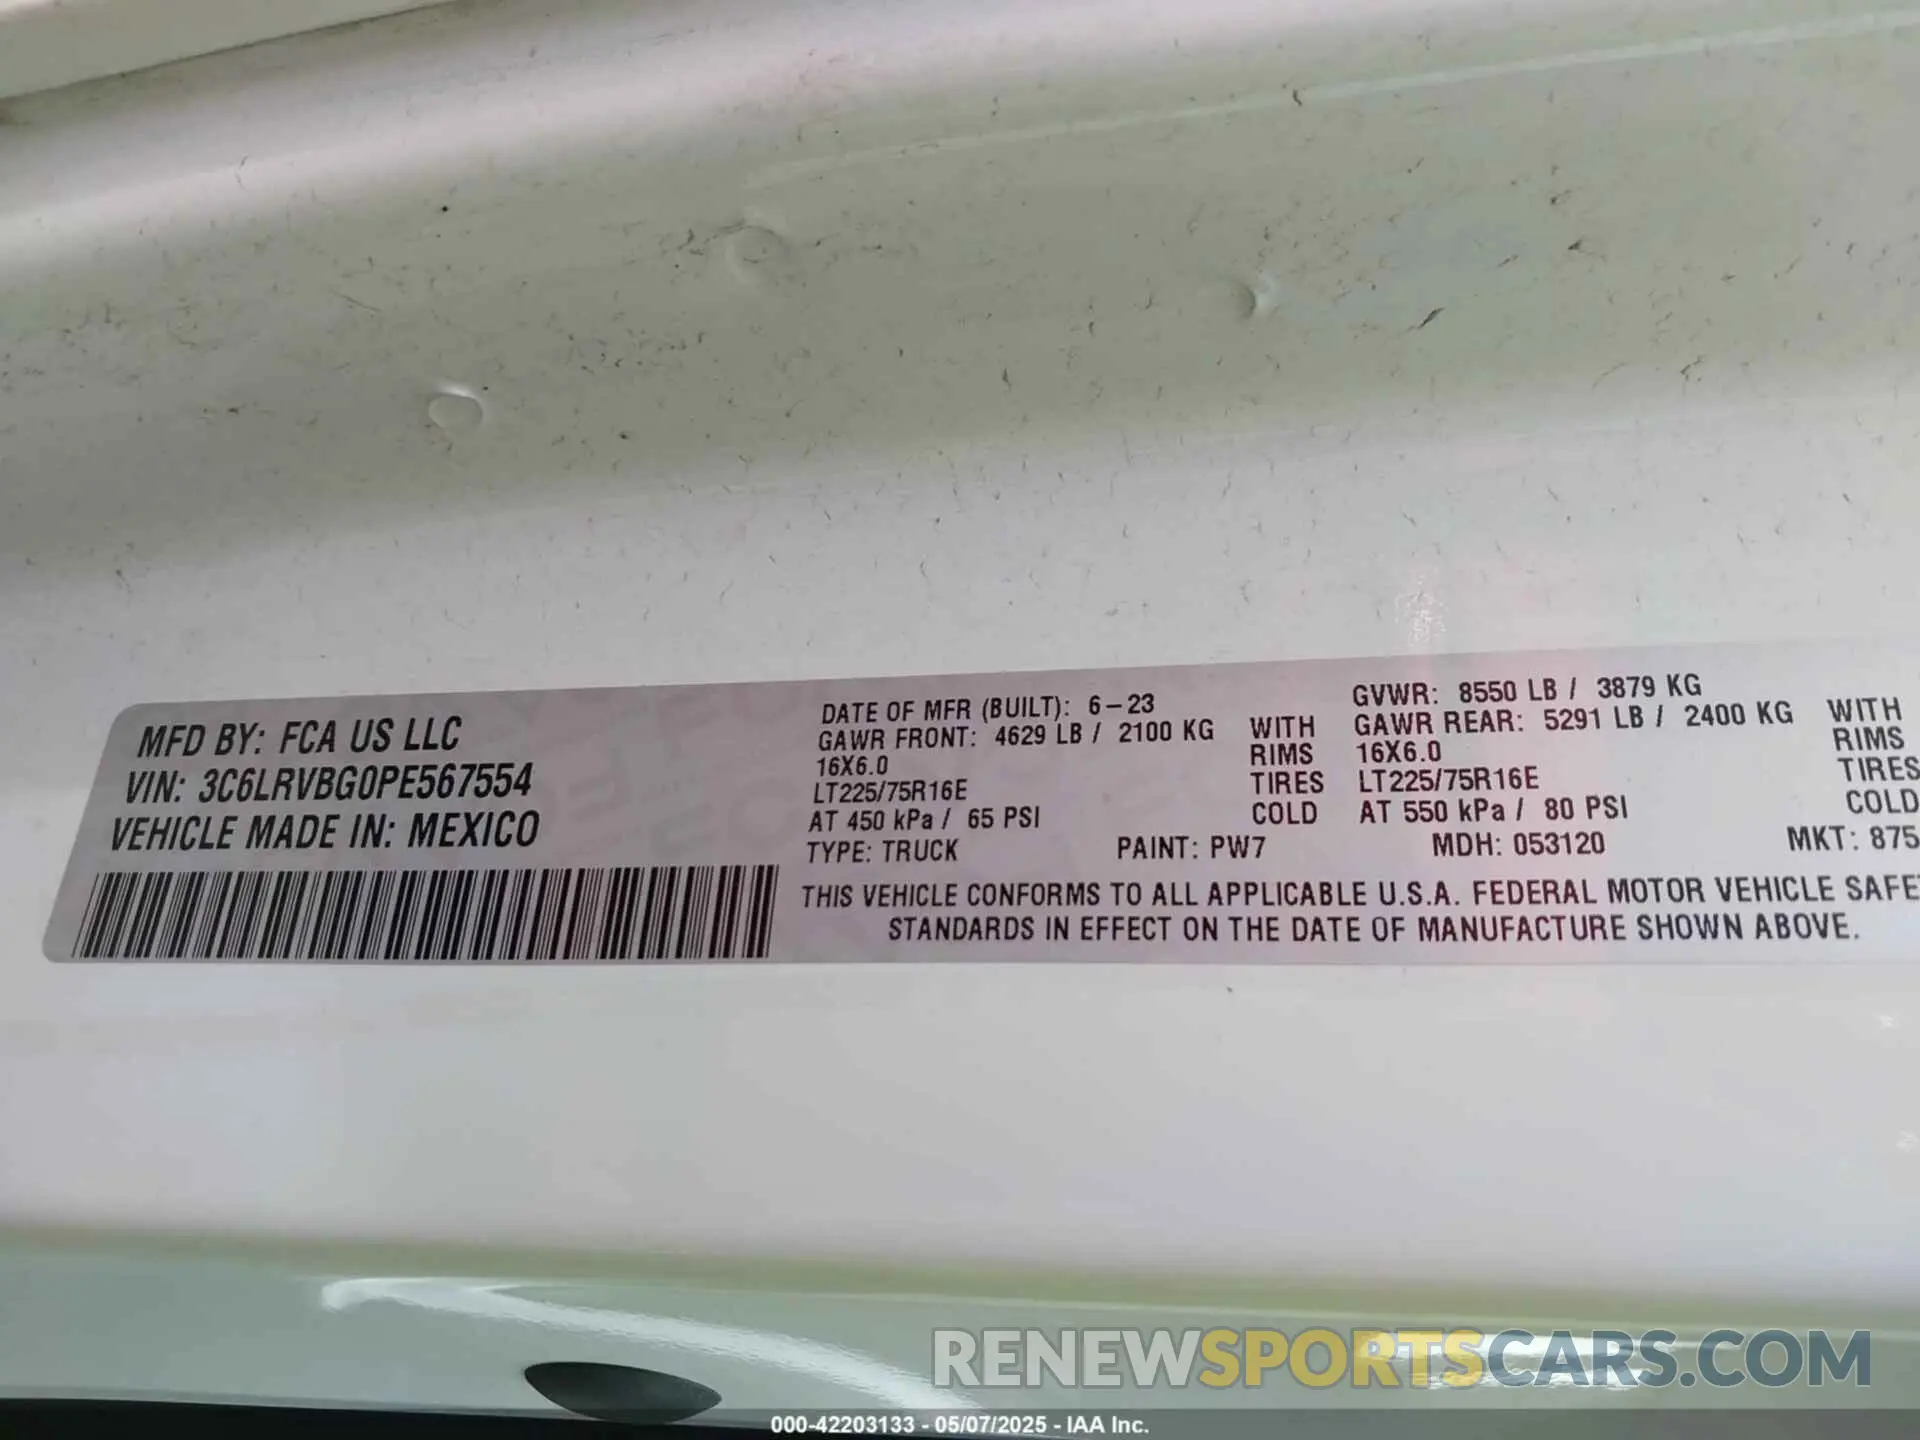 MFD BY: FCA US LLC
VIN: 3C6LRVBG0PE567554
VEHICLE MADE IN: MEXICO
DATE OF MFR (BUILT): 6-23
GAWR FRONT: 4629 LB / 2100 KG WITH
16X6.0 RIMS
LT225/75R16E TIRES
AT 450 kPa / 65 PSI COLD
GVWR: 8550 LB / 3879 KG
GAWR REAR: 5291 LB / 2400 KG WITH
16X6.0 RIMS
LT225/75R16E TIRES
AT 550 kPa / 80 PSI COLD
TYPE: TRUCK PAINT: PW7 MDH: 053120 MKT: 875
THIS VEHICLE CONFORMS TO ALL APPLICABLE U.S.A. FEDERAL MOTOR VEHICLE SAFE
STANDARDS IN EFFECT ON THE DATE OF MANUFACTURE SHOWN ABOVE.
RENEWSPORTSCARS.COM
000-42203133 - 05/07/2025 - IAA Inc.